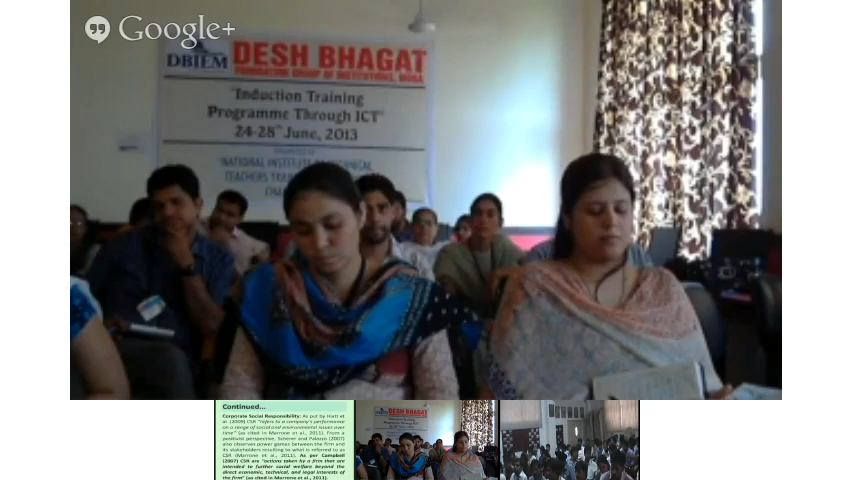 Google+
DESH BHAGAT
DBIEM
FOUNDATION GROUP OF INSTITUTIONS, MOGA
"Induction Training
Programme Through ICT"
24-28th June, 2013
NATIONAL INSTITUTE
TEACHERS
Continued...
Corporate Social Responsibility: As put by Hiatt et
al. (2009) CSR "refers to a company's performance
on a range of social and environmental issues over
time" (as cited in Marrone et al., 2011). From a
positivist perspective, Scherer and Palazzo (2007)
also observes power games between the firm and
its stakeholders resulting to what is referred to as
CSR (Marrone et al., 2011). As per Campbell
(2007) CSR are "actions taken by a firm that are
intended to further social welfare beyond the
direct economic, technical, and legal interests of
the firm" (as cited in Marrone et al., 2011).
DESH BHAGAT